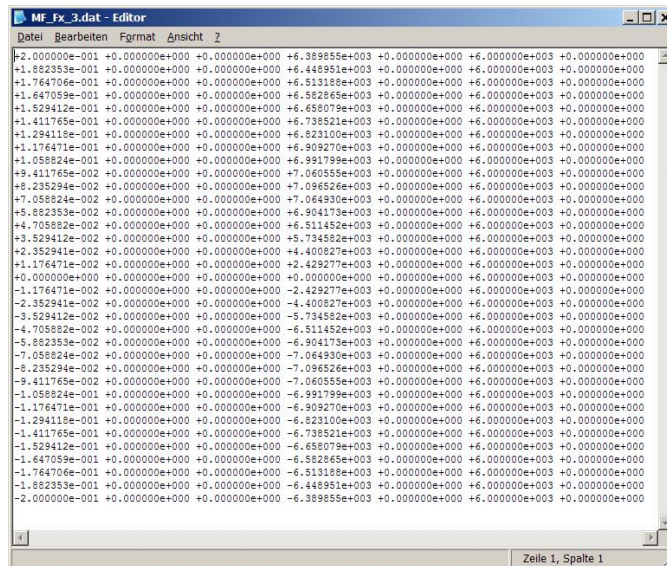 MF_Fx_3.dat - Editor
Datei Bearbeiten Format Ansicht ?
+2.000000e-001 +0.000000e+000 +0.000000e+000 +6.389855e+003 +0.000000e+000 +6.000000e+003 +0.000000e+000
+1.882353e-001 +0.000000e+000 +0.000000e+000 +6.448951e+003 +0.000000e+000 +6.000000e+003 +0.000000e+000
+1.764706e-001 +0.000000e+000 +0.000000e+000 +6.513188e+003 +0.000000e+000 +6.000000e+003 +0.000000e+000
+1.647059e-001 +0.000000e+000 +0.000000e+000 +6.582865e+003 +0.000000e+000 +6.000000e+003 +0.000000e+000
+1.529412e-001 +0.000000e+000 +0.000000e+000 +6.658079e+003 +0.000000e+000 +6.000000e+003 +0.000000e+000
+1.411765e-001 +0.000000e+000 +0.000000e+000 +6.738521e+003 +0.000000e+000 +6.000000e+003 +0.000000e+000
+1.294118e-001 +0.000000e+000 +0.000000e+000 +6.823100e+003 +0.000000e+000 +6.000000e+003 +0.000000e+000
+1.176471e-001 +0.000000e+000 +0.000000e+000 +6.909270e+003 +0.000000e+000 +6.000000e+003 +0.000000e+000
+1.058824e-001 +0.000000e+000 +0.000000e+000 +6.991799e+003 +0.000000e+000 +6.000000e+003 +0.000000e+000
+9.411765e-002 +0.000000e+000 +0.000000e+000 +7.060555e+003 +0.000000e+000 +6.000000e+003 +0.000000e+000
+8.235294e-002 +0.000000e+000 +0.000000e+000 +7.096526e+003 +0.000000e+000 +6.000000e+003 +0.000000e+000
+7.058824e-002 +0.000000e+000 +0.000000e+000 +7.064930e+003 +0.000000e+000 +6.000000e+003 +0.000000e+000
+5.882353e-002 +0.000000e+000 +0.000000e+000 +6.904173e+003 +0.000000e+000 +6.000000e+003 +0.000000e+000
+4.705882e-002 +0.000000e+000 +0.000000e+000 +6.511452e+003 +0.000000e+000 +6.000000e+003 +0.000000e+000
+3.529412e-002 +0.000000e+000 +0.000000e+000 +5.734582e+003 +0.000000e+000 +6.000000e+003 +0.000000e+000
+2.352941e-002 +0.000000e+000 +0.000000e+000 +4.400827e+003 +0.000000e+000 +6.000000e+003 +0.000000e+000
+1.176471e-002 +0.000000e+000 +0.000000e+000 +2.429277e+003 +0.000000e+000 +6.000000e+003 +0.000000e+000
+0.000000e+000 +0.000000e+000 +0.000000e+000 +0.000000e+000 +0.000000e+000 +6.000000e+003 +0.000000e+000
-1.176471e-002 +0.000000e+000 +0.000000e+000 -2.429277e+003 +0.000000e+000 +6.000000e+003 +0.000000e+000
-2.352941e-002 +0.000000e+000 +0.000000e+000 -4.400827e+003 +0.000000e+000 +6.000000e+003 +0.000000e+000
-3.529412e-002 +0.000000e+000 +0.000000e+000 -5.734582e+003 +0.000000e+000 +6.000000e+003 +0.000000e+000
-4.705882e-002 +0.000000e+000 +0.000000e+000 -6.511452e+003 +0.000000e+000 +6.000000e+003 +0.000000e+000
-5.882353e-002 +0.000000e+000 +0.000000e+000 -6.904173e+003 +0.000000e+000 +6.000000e+003 +0.000000e+000
-7.058824e-002 +0.000000e+000 +0.000000e+000 -7.064930e+003 +0.000000e+000 +6.000000e+003 +0.000000e+000
-8.235294e-002 +0.000000e+000 +0.000000e+000 -7.096526e+003 +0.000000e+000 +6.000000e+003 +0.000000e+000
-9.411765e-002 +0.000000e+000 +0.000000e+000 -7.060555e+003 +0.000000e+000 +6.000000e+003 +0.000000e+000
-1.058824e-001 +0.000000e+000 +0.000000e+000 -6.991799e+003 +0.000000e+000 +6.000000e+003 +0.000000e+000
-1.176471e-001 +0.000000e+000 +0.000000e+000 -6.909270e+003 +0.000000e+000 +6.000000e+003 +0.000000e+000
-1.294118e-001 +0.000000e+000 +0.000000e+000 -6.823100e+003 +0.000000e+000 +6.000000e+003 +0.000000e+000
-1.411765e-001 +0.000000e+000 +0.000000e+000 -6.738521e+003 +0.000000e+000 +6.000000e+003 +0.000000e+000
-1.529412e-001 +0.000000e+000 +0.000000e+000 -6.658079e+003 +0.000000e+000 +6.000000e+003 +0.000000e+000
-1.647059e-001 +0.000000e+000 +0.000000e+000 -6.582865e+003 +0.000000e+000 +6.000000e+003 +0.000000e+000
-1.764706e-001 +0.000000e+000 +0.000000e+000 -6.513188e+003 +0.000000e+000 +6.000000e+003 +0.000000e+000
-1.882353e-001 +0.000000e+000 +0.000000e+000 -6.448951e+003 +0.000000e+000 +6.000000e+003 +0.000000e+000
-2.000000e-001 +0.000000e+000 +0.000000e+000 -6.389855e+003 +0.000000e+000 +6.000000e+003 +0.000000e+000
Zeile 1, Spalte 1